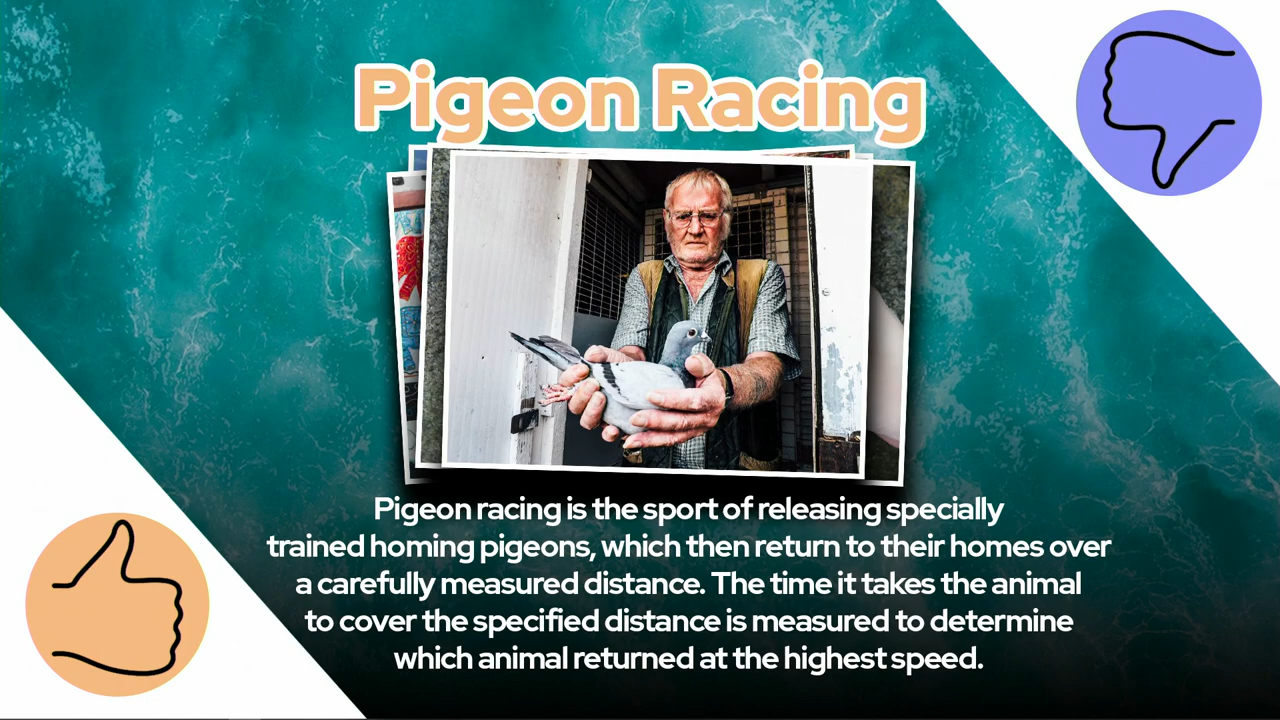 Pigeon Racing
Pigeon racing is the sport of releasing specially
trained homing pigeons, which then return to their homes over
a carefully measured distance. The time it takes the animal
to cover the specified distance is measured to determine
which animal returned at the highest speed.